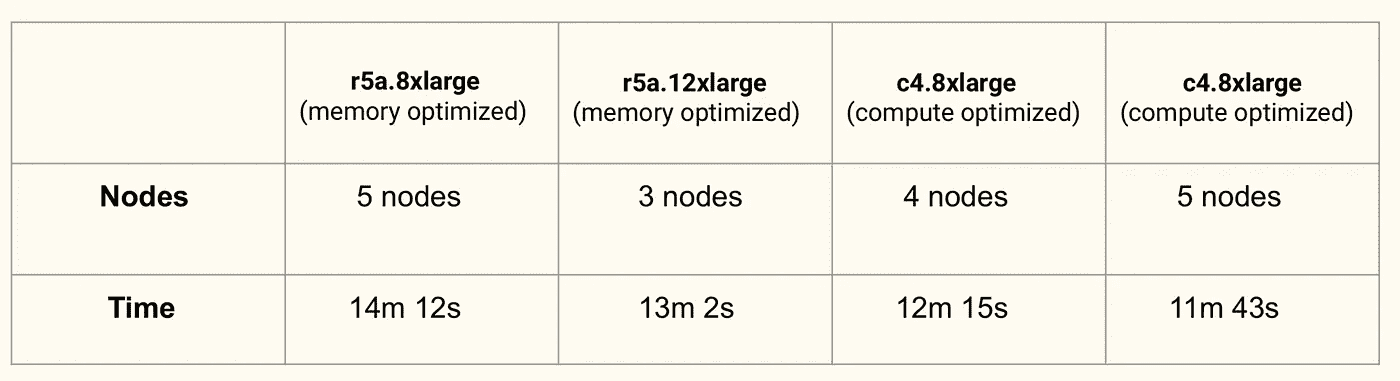 r5a.8xlarge
(memory optimized)
r5a.12xlarge
(memory optimized)
c4.8xlarge
(compute optimized)
c4.8xlarge
(compute optimized)
Nodes
5 nodes
3 nodes
4 nodes
5 nodes
Time
14m 12s
13m 2s
12m 15s
11m 43s